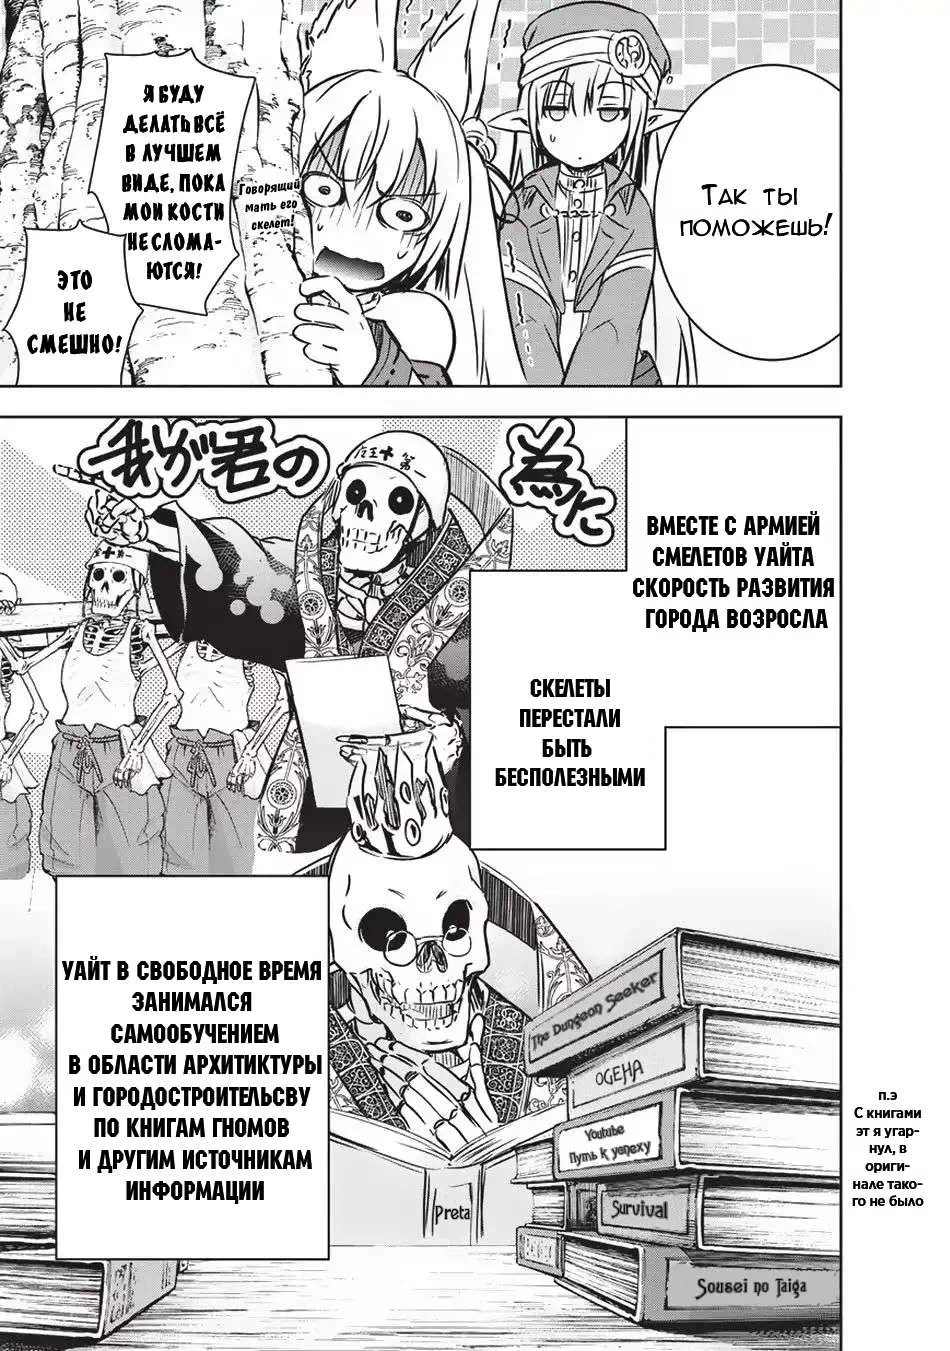 Так ты
поможешь!
Я БУДУ
ДЕЛАТЬ ВСЁ
В ЛУЧШЕМ
ВИДЕ, ПОКА
МОИ КОСТИ
НЕ СЛОМА-
ЮТСЯ!
Говорящий
мать его
скелет!
ЭТО
НЕ
СМЕШНО!
我が君の
為に
第一
ВМЕСТЕ С АРМИЕЙ
СМЕЛЕТОВ УАЙТА
СКОРОСТЬ РАЗВИТИЯ
ГОРОДА ВОЗРОСЛА
СКЕЛЕТЫ
ПЕРЕСТАЛИ
БЫТЬ
БЕСПОЛЕЗНЫМИ
УАЙТ В СВОБОДНОЕ ВРЕМЯ
ЗАНИМАЛСЯ
САМООБУЧЕНИЕМ
В ОБЛАСТИ АРХИТИКТУРЫ
И ГОРОДОСТРОИТЕЛЬСВУ
ПО КНИГАМ ГНОМОВ
И ДРУГИМ ИСТОЧНИКАМ
ИНФОРМАЦИИ
The Dungeon Seeker
ОGЕНА
Youtube
Путь к успеху
Survival
Sousei no Taiga
Preta
п.э
С книгами
эт я угар-
нул, в
ориги-
нале тако-
го не было